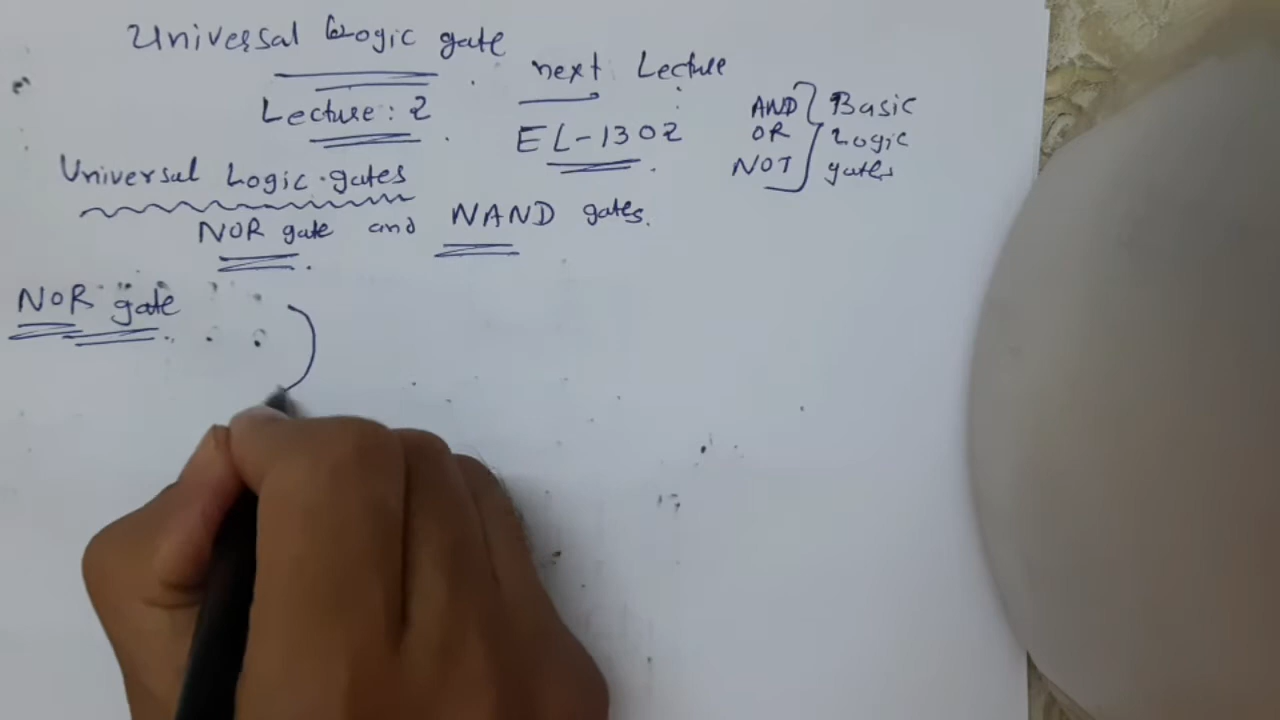 Universal Logic gate
next Lecture
Lecture: 2
EL-1302
AND
OR
NOT
Basic
Logic
gates
Universal Logic gates
NOR gate and NAND gates.
NOR gate